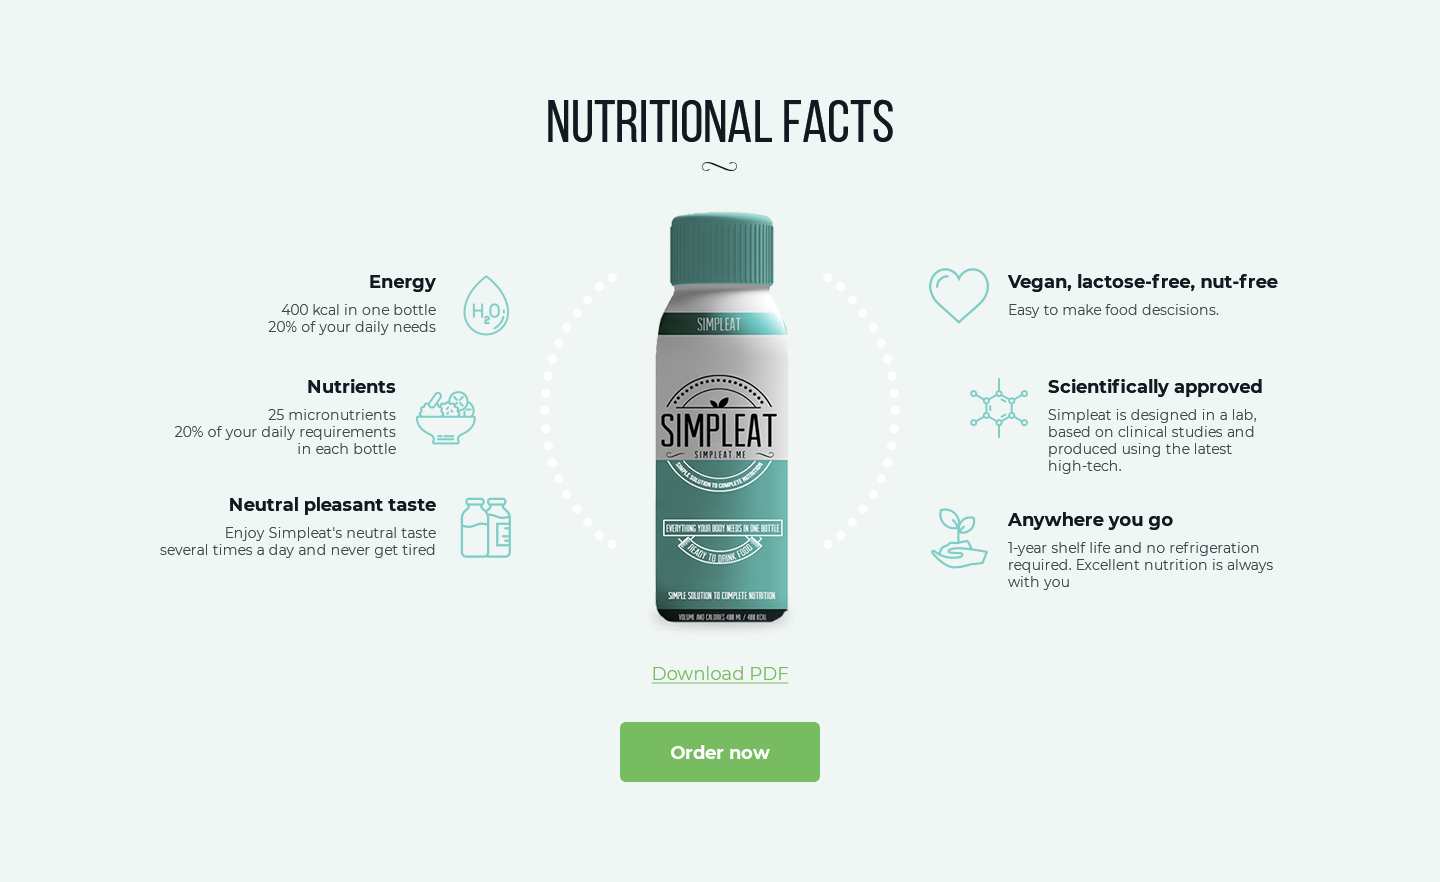 NUTRITIONAL FACTS
Energy
400 kcal in one bottle
20% of your daily needs
H2O
Nutrients
25 micronutrients
20% of your daily requirements
in each bottle
Neutral pleasant taste
Enjoy Simpleat's neutral taste
several times a day and never get tired
SIMPLEAT
SIMPLEAT
SIMPLEAT.ME
SIMPLE SOLUTION TO COMPLETE NUTRITION
EVERYTHING YOUR BODY NEEDS IN ONE BOTTLE
READY TO DRINK FOOD
SIMPLE SOLUTION TO COMPLETE NUTRITION
VOLUME AND CALORIES 400 ML / 400 KCAL
Vegan, lactose-free, nut-free
Easy to make food descisions.
Scientifically approved
Simpleat is designed in a lab,
based on clinical studies and
produced using the latest
high-tech.
Anywhere you go
1-year shelf life and no refrigeration
required. Excellent nutrition is always
with you
Download PDF
Order now